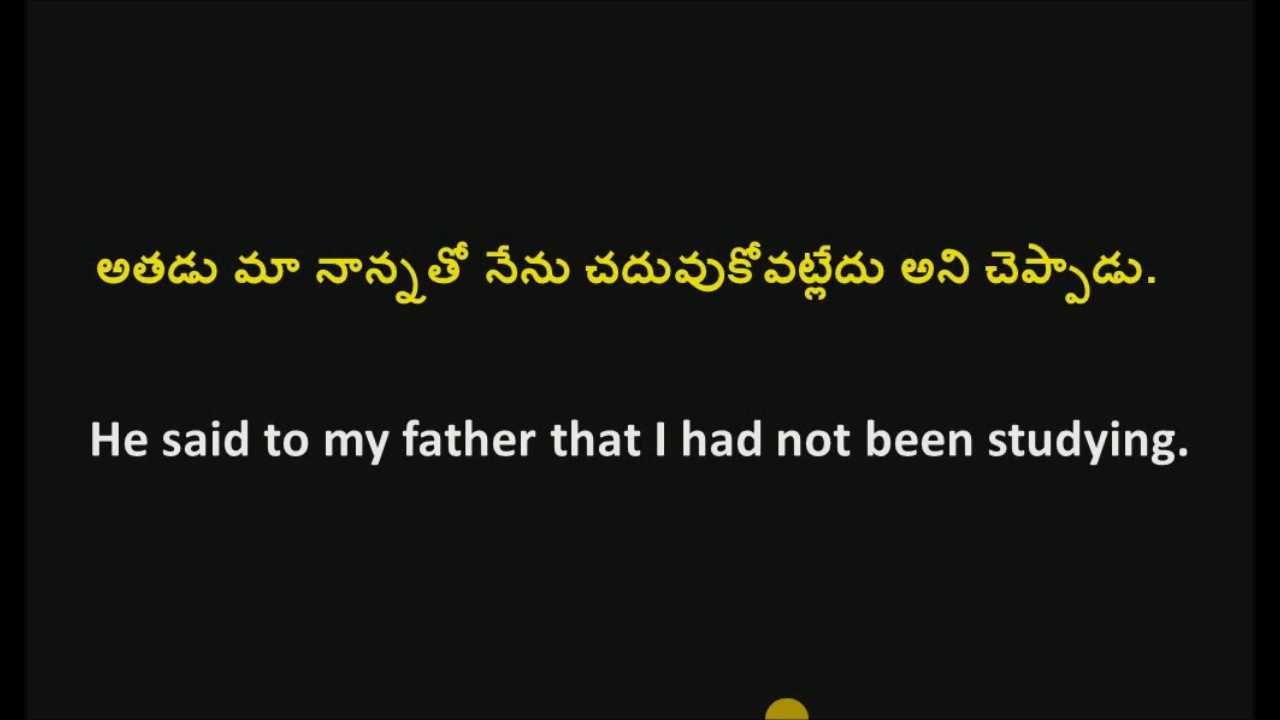 అతడు మా నాన్నతో నేను చదువుకోవట్లేదు అని చెప్పాడు.
He said to my father that I had not been studying.